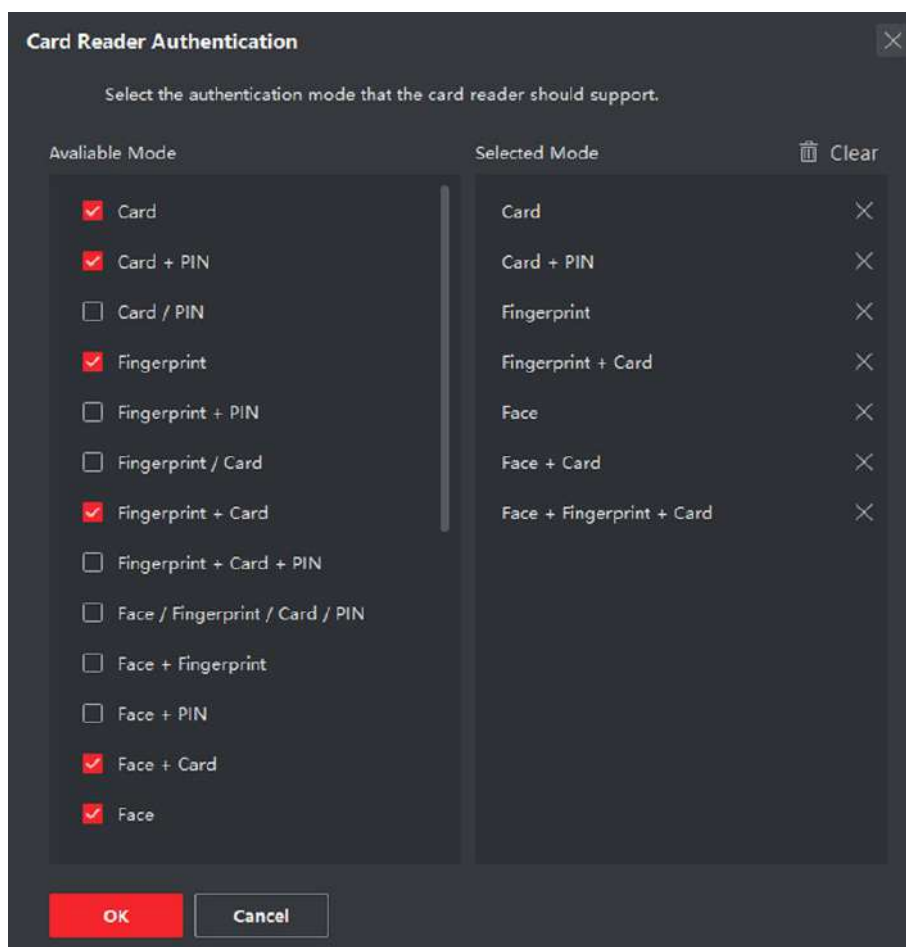 Card Reader Authentication
Select the authentication mode that the card reader should support.
Avaliable Mode
Card
Card + PIN
Card / PIN
Fingerprint
Fingerprint + PIN
Fingerprint / Card
Fingerprint + Card
Fingerprint + Card + PIN
Face / Fingerprint / Card / PIN
Face + Fingerprint
Face + PIN
Face + Card
Face
Selected Mode
Clear
Card
Card + PIN
Fingerprint
Fingerprint + Card
Face
Face + Card
Face + Fingerprint + Card
OK
Cancel